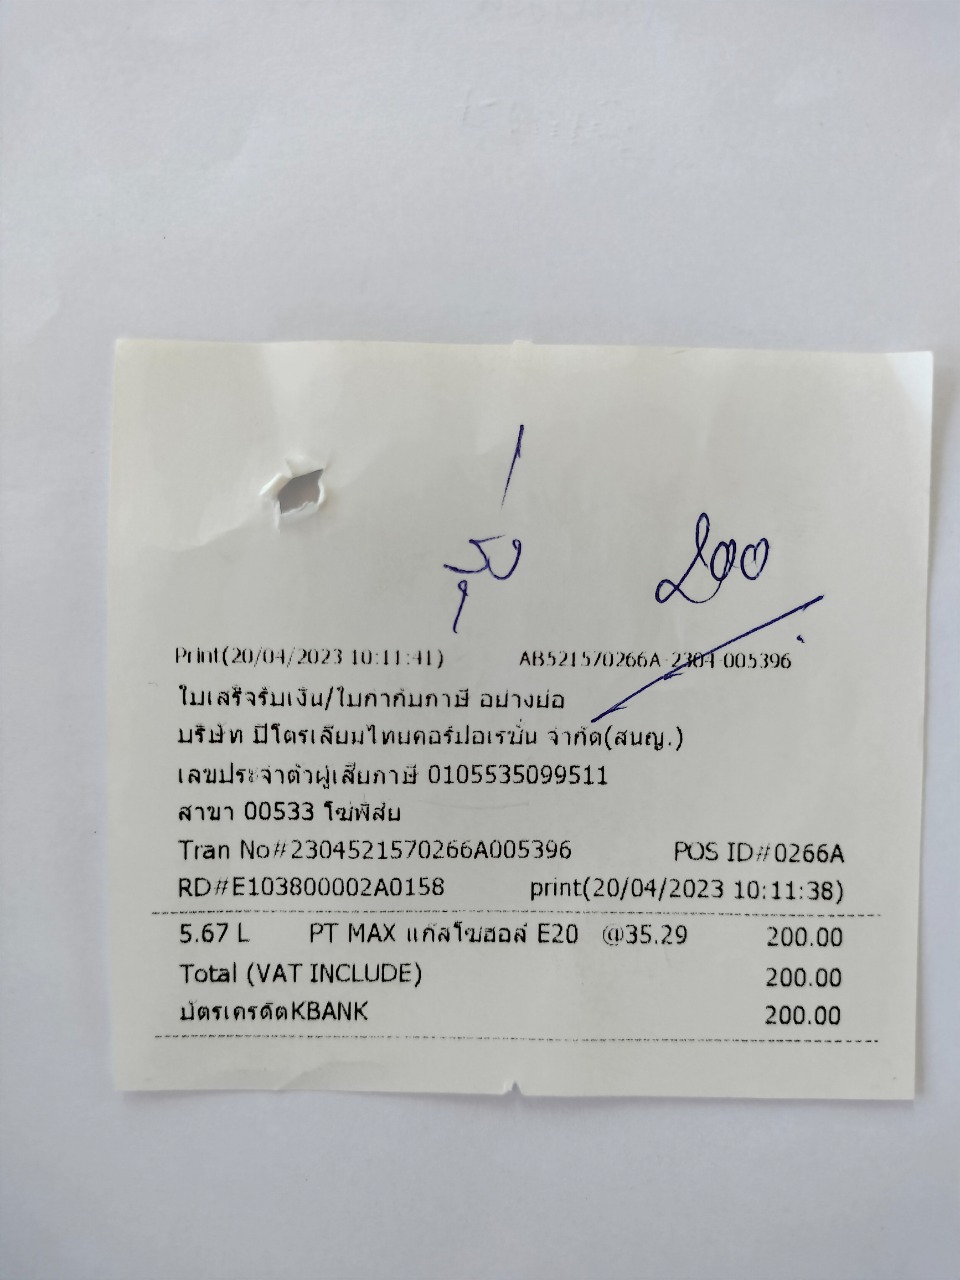 200
Print(20/04/2023 10:11:41) AB521570266A-2304-005396
ใบเสร็จรับเงิน/ใบกำกับภาษี อย่างย่อ
บริษัท ปิโตรเลียมไทยคอร์ปอเรชั่น จำกัด(สนญ.)
เลขประจำตัวผู้เสียภาษี 0105535099511
สาขา 00533 โฆพิสัย
Tran No#2304521570266A005396 POS ID#0266A
RD#E103800002A0158 print(20/04/2023 10:11:38)
5.67 L PT MAX แก๊สโซฮอล์ E20 @35.29 200.00
Total (VAT INCLUDE) 200.00
บัตรเครดิตKBANK 200.00